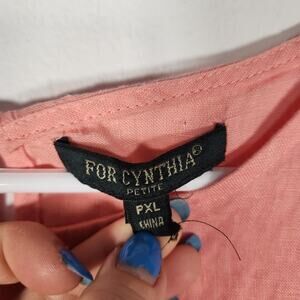 FOR CYNTHIA®
PETITE
PXL
CHINA